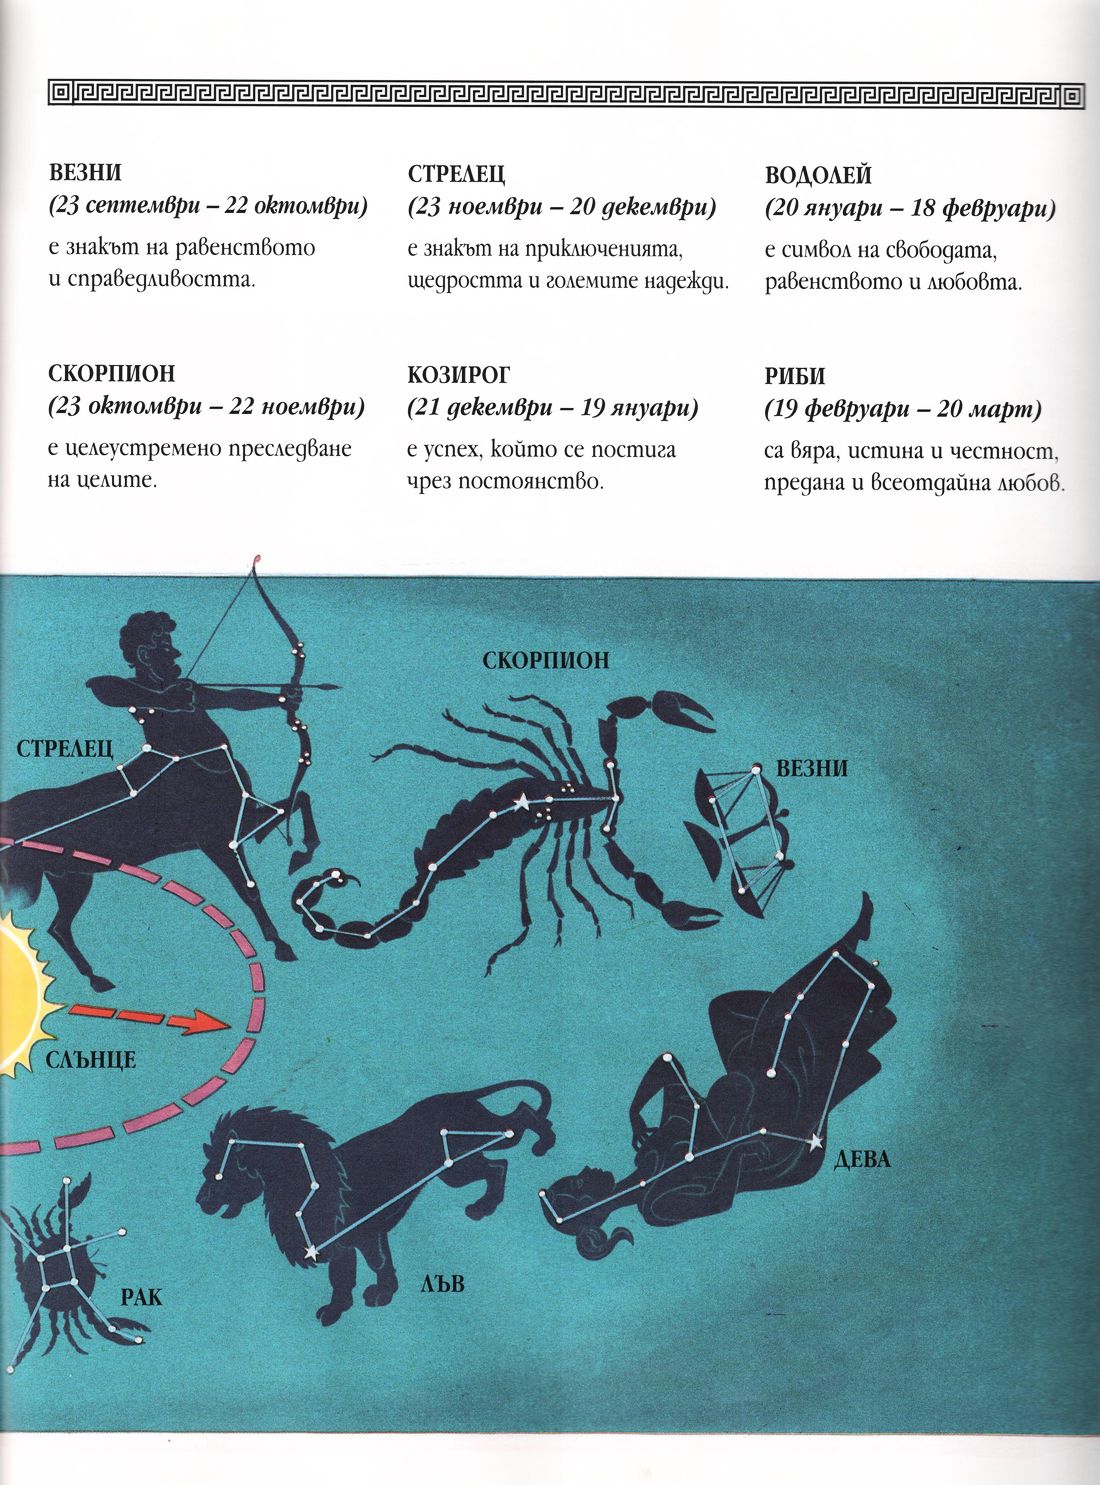 ВЕЗНИ
(23 септември – 22 октомври)
е знакът на равенството
и справедливостта.
СТРЕЛЕЦ
(23 ноември – 20 декември)
е знакът на приключенията,
щедростта и големите надежди.
ВОДОЛЕЙ
(20 януари – 18 февруари)
е символ на свободата,
равенството и любовта.
СКОРПИОН
(23 октомври – 22 ноември)
е целеустремено преследване
на целите.
КОЗИРОГ
(21 декември – 19 януари)
е успех, който се постига
чрез постоянство.
РИБИ
(19 февруари – 20 март)
са вяра, истина и честност,
предана и всеотдайна любов.
СКОРПИОН
СТРЕЛЕЦ
ВЕЗНИ
СЛЪНЦЕ
ДЕВА
ЛЪВ
РАК